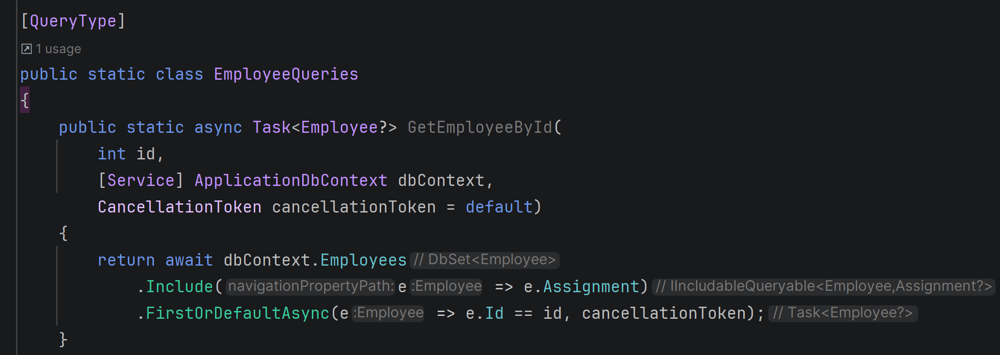 [QueryType]
1 usage
public static class EmployeeQueries
{
    public static async Task<Employee?> GetEmployeeById(
        int id,
        [Service] ApplicationDbContext dbContext,
        CancellationToken cancellationToken = default)
    {
        return await dbContext.Employees // DbSet<Employee>
            .Include( navigationPropertyPath: e :Employee => e.Assignment) // IIncludableQueryable<Employee,Assignment?>
            .FirstOrDefaultAsync(e :Employee => e.Id == id, cancellationToken); // Task<Employee?>
    }